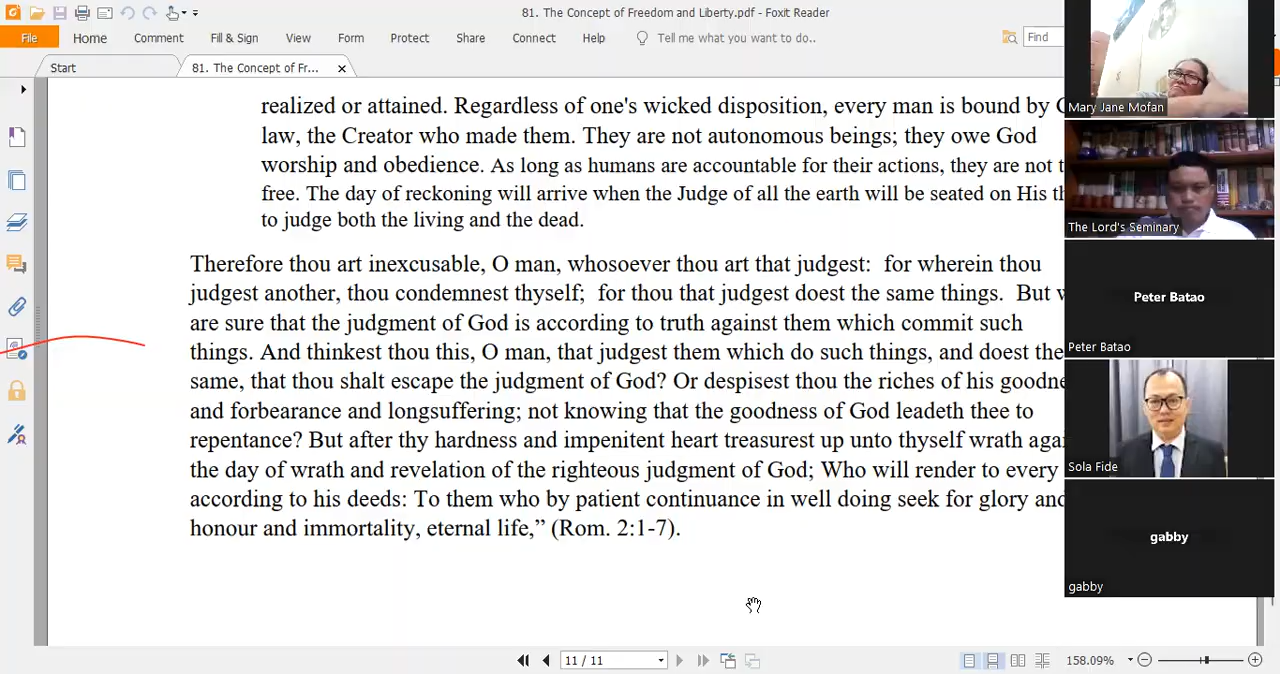 81. The Concept of Freedom and Liberty.pdf - Foxit Reader
File Home Comment Fill & Sign View Form Protect Share Connect Help Tell me what you want to do.. Find
Start 81. The Concept of Fr...
realized or attained. Regardless of one's wicked disposition, every man is bound by
law, the Creator who made them. They are not autonomous beings; they owe God
worship and obedience. As long as humans are accountable for their actions, they are not
free. The day of reckoning will arrive when the Judge of all the earth will be seated on His
to judge both the living and the dead.
Therefore thou art inexcusable, O man, whosoever thou art that judgest: for wherein thou
judgest another, thou condemnest thyself; for thou that judgest doest the same things. But
are sure that the judgment of God is according to truth against them which commit such
things. And thinkest thou this, O man, that judgest them which do such things, and doest the
same, that thou shalt escape the judgment of God? Or despisest thou the riches of his
and forbearance and longsuffering; not knowing that the goodness of God leadeth thee to
repentance? But after thy hardness and impenitent heart treasurest up unto thyself wrath
the day of wrath and revelation of the righteous judgment of God; Who will render to every
according to his deeds: To them who by patient continuance in well doing seek for glory and
honour and immortality, eternal life,” (Rom. 2:1-7).
Mary Jane Mofan
The Lord's Seminary
Peter Batao
Peter Batao
Sola Fide
gabby
gabby
11 / 11 158.09%